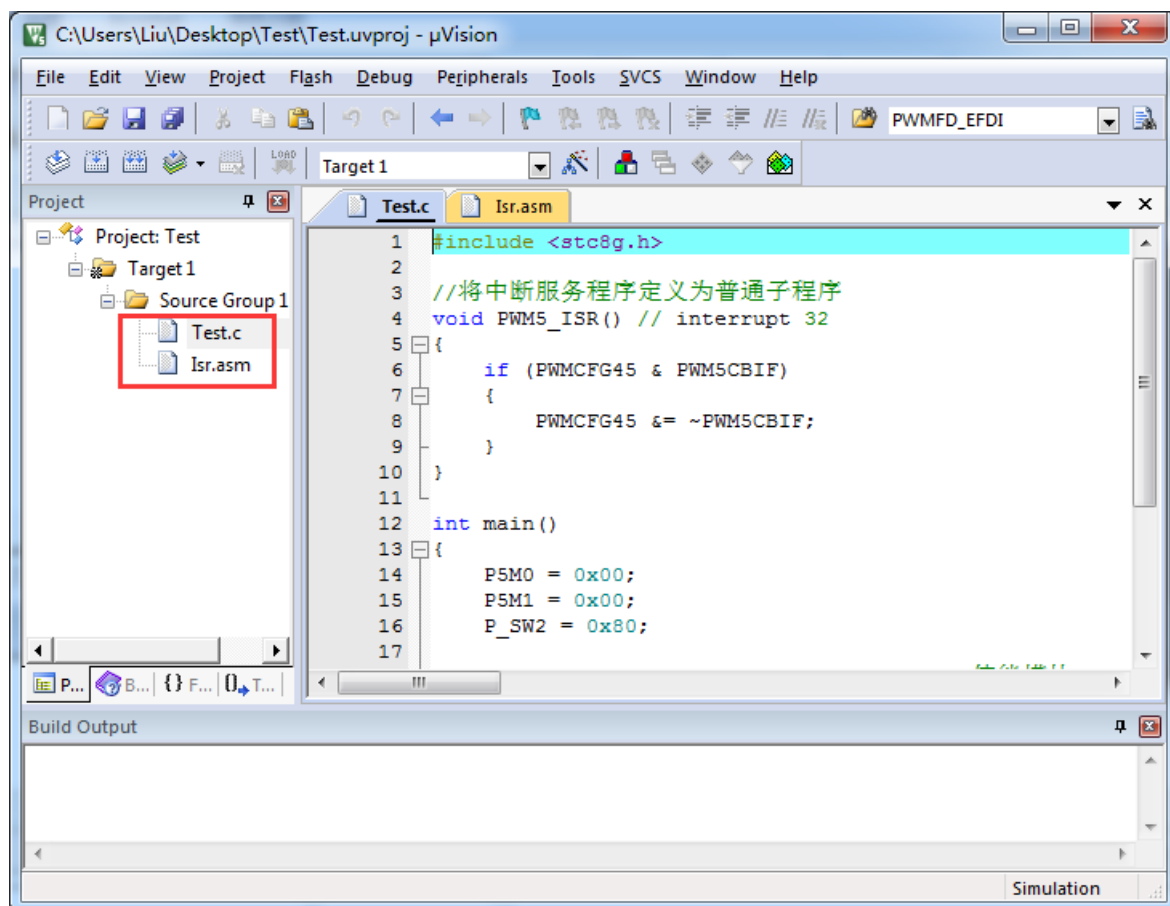 C:\Users\Liu\Desktop\Test\Test.uvproj - µVision
File Edit View Project Flash Debug Peripherals Tools SVCS Window Help
PWMFD_EFDI
LOAD Target 1
Project
Test.c Isr.asm
Project: Test
Target 1
Source Group 1
Test.c
Isr.asm
1 #include <stc8g.h>
2
3 //将中断服务程序定义为普通子程序
4 void PWM5_ISR() // interrupt 32
5 {
6 if (PWMCFG45 & PWM5CBIF)
7 {
8 PWMCFG45 &= ~PWM5CBIF;
9 }
10 }
11
12 int main()
13 {
14 P5M0 = 0x00;
15 P5M1 = 0x00;
16 P_SW2 = 0x80;
17
P... B... {} F... 0 T...
Build Output
Simulation